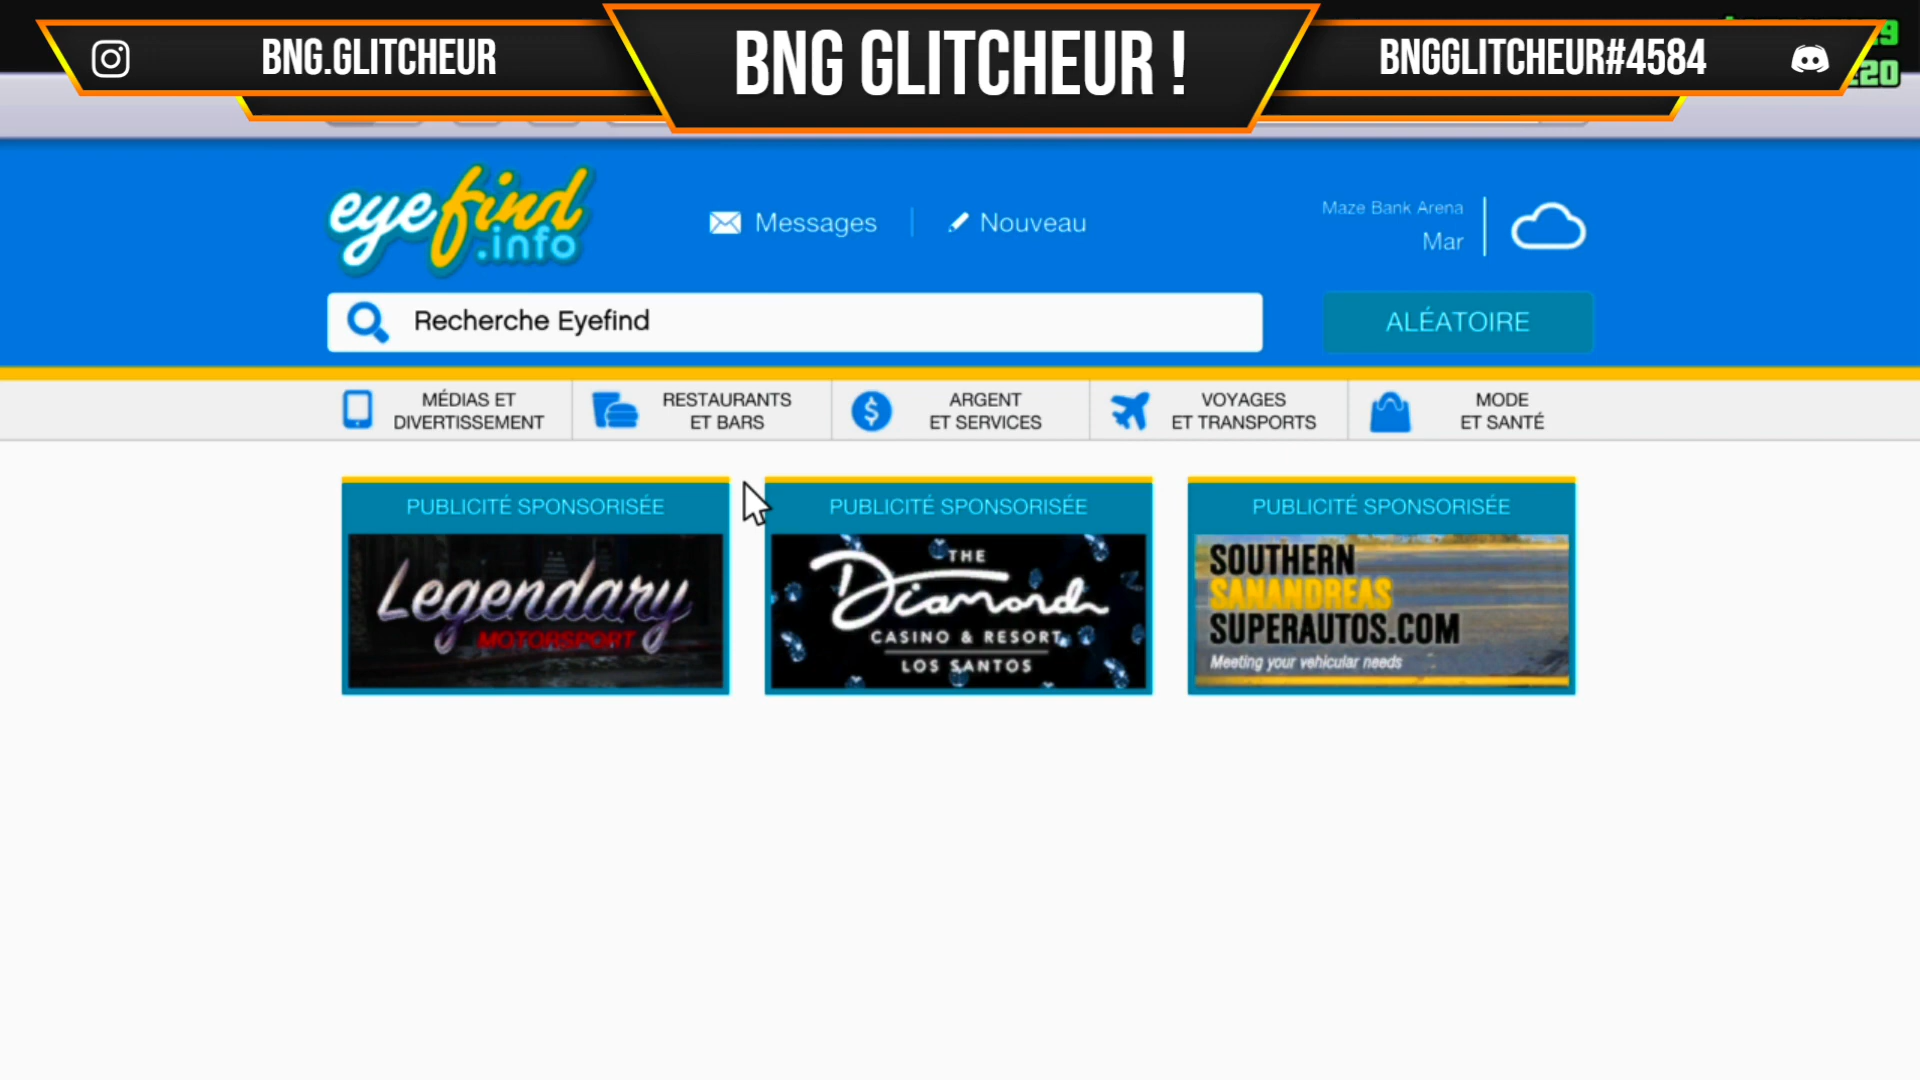 BNG.GLITCHEUR
BNG GLITCHEUR !
BNGGLITCHEUR#4584
eyefind
.info
Messages
Nouveau
Maze Bank Arena
Mar
Recherche Eyefind
ALÉATOIRE
MÉDIAS ET
DIVERTISSEMENT
RESTAURANTS
ET BARS
ARGENT
ET SERVICES
VOYAGES
ET TRANSPORTS
MODE
ET SANTÉ
PUBLICITÉ SPONSORISÉE
Legendary
MOTORSPORT
PUBLICITÉ SPONSORISÉE
THE
Diamond
CASINO & RESORT
LOS SANTOS
PUBLICITÉ SPONSORISÉE
SOUTHERN
SANANDREAS
SUPERAUTOS.COM
Meeting your vehicular needs